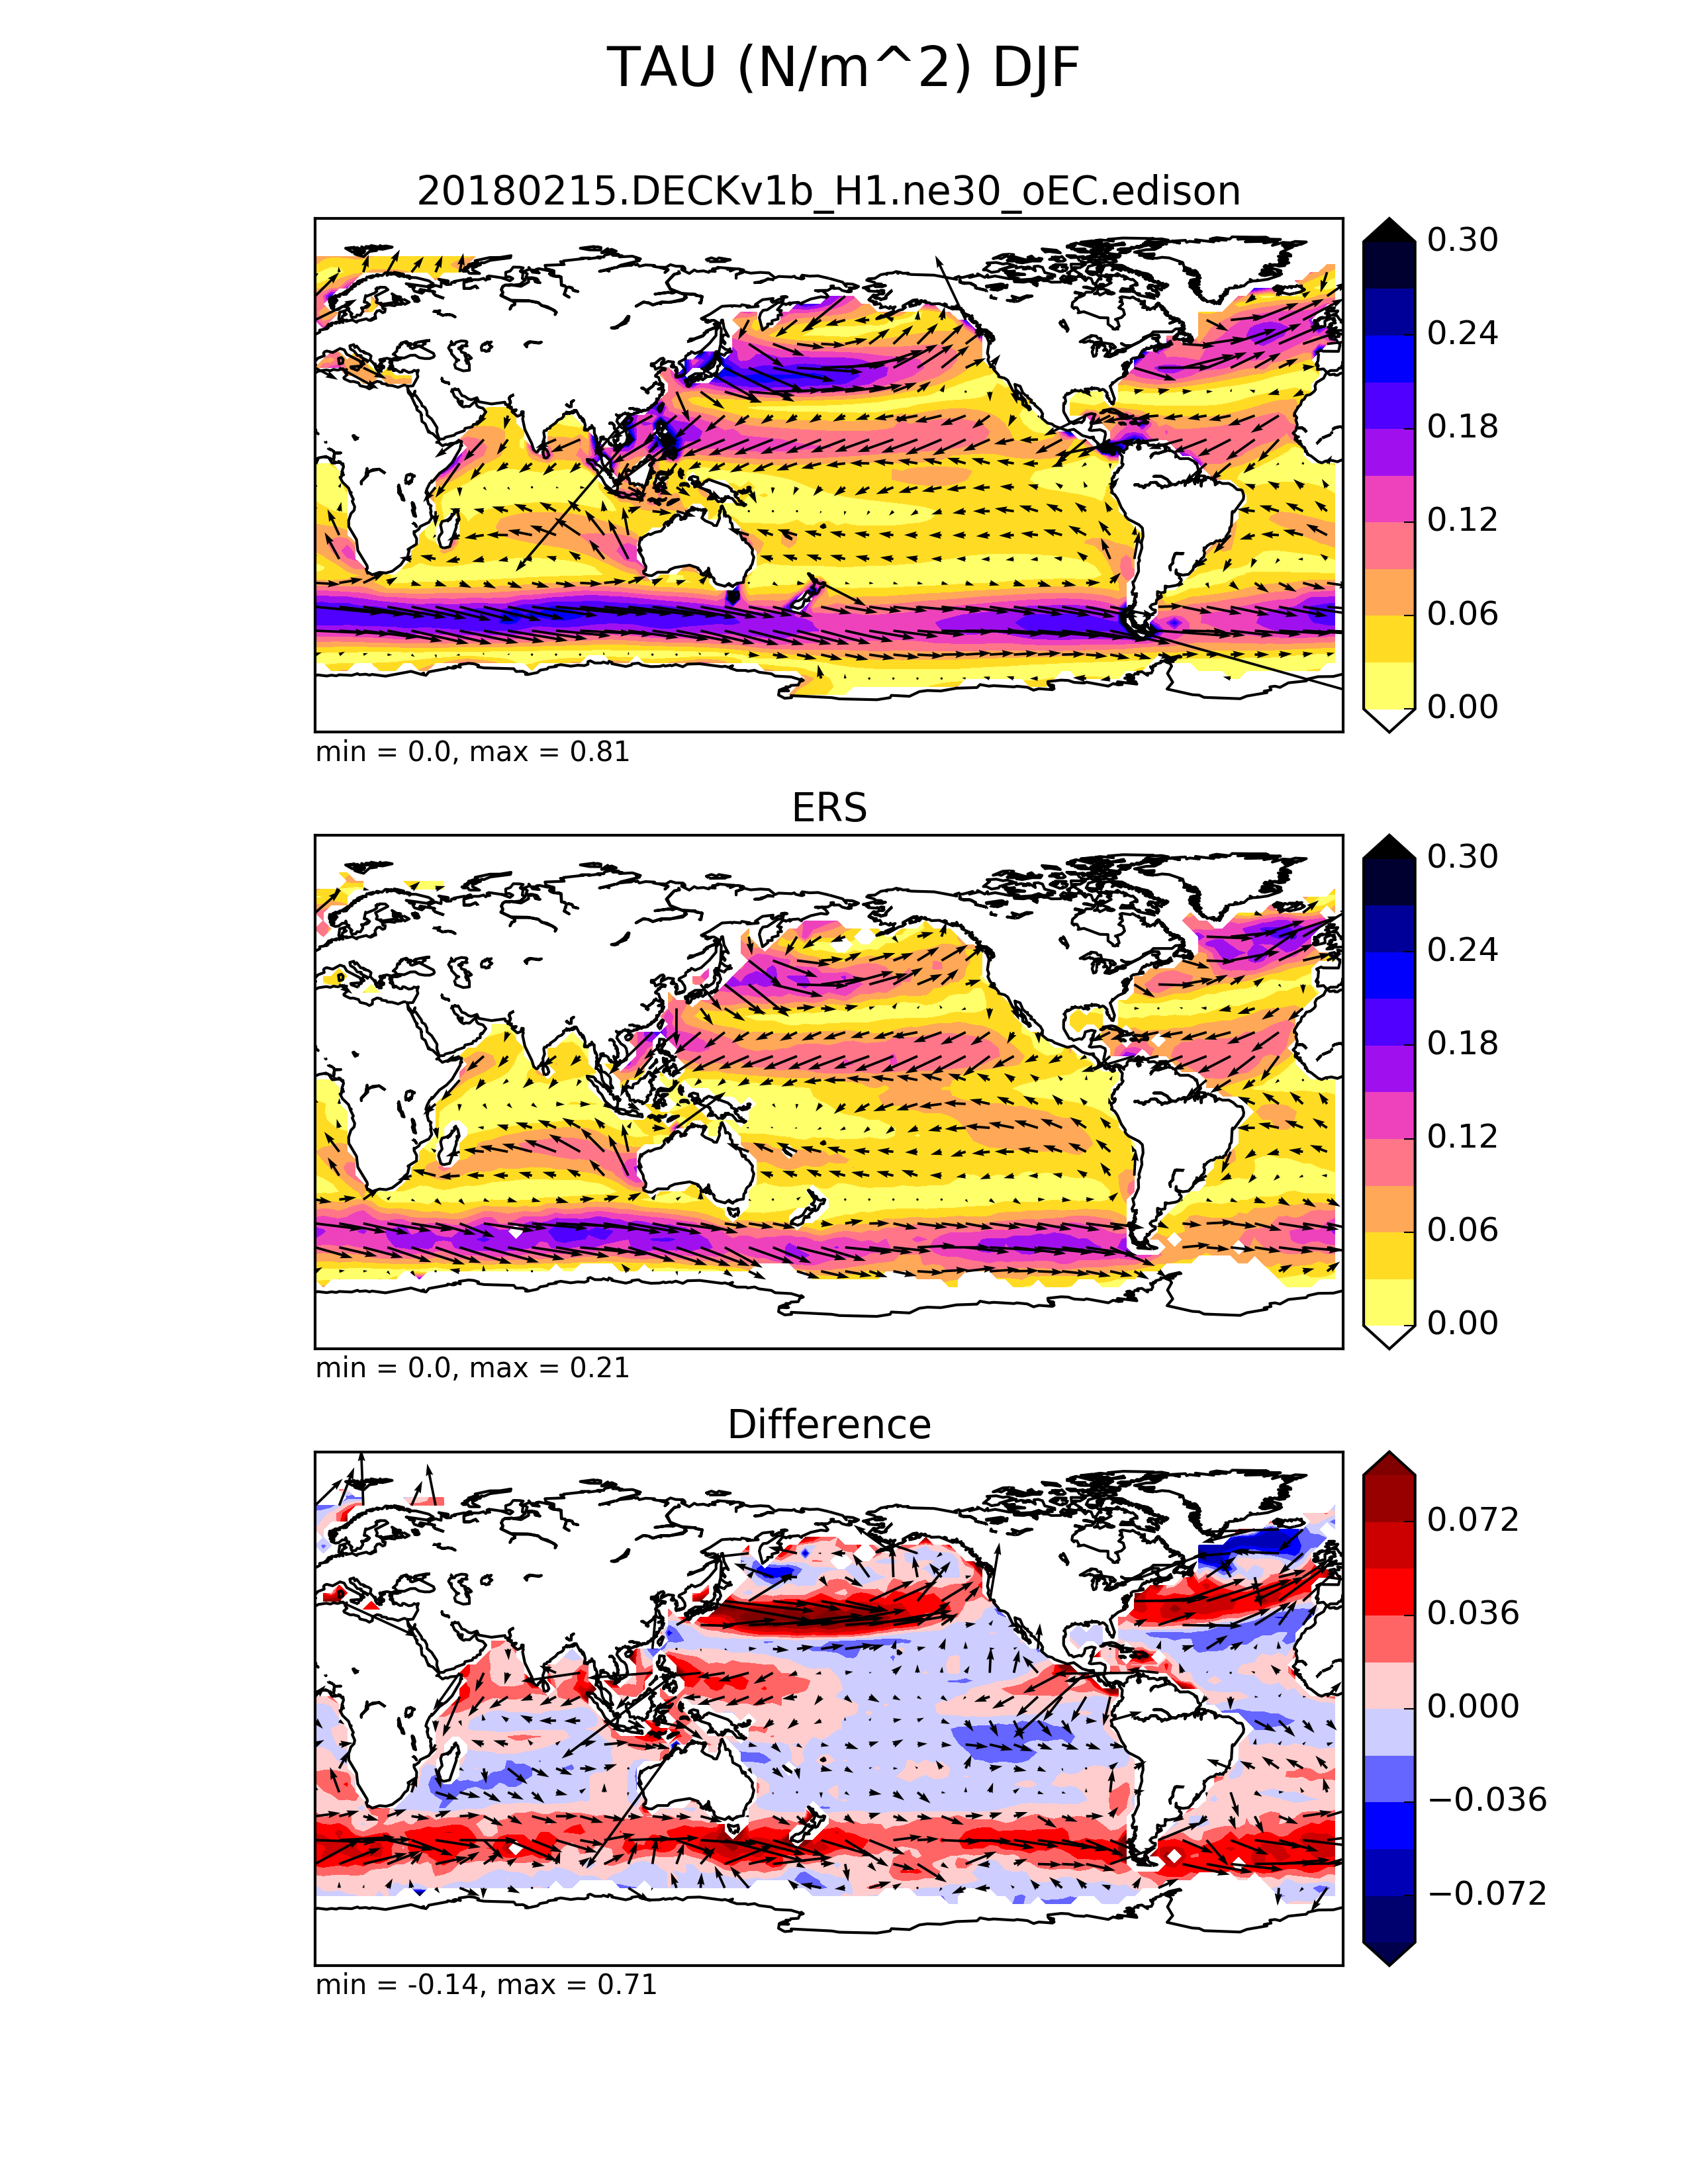 TAU (N/m^2) DJF
20180215.DECKv1b_H1.ne30_oEC.edison
0.30
0.24
0.18
0.12
0.06
0.00
min = 0.0, max = 0.81
ERS
0.30
0.24
0.18
0.12
0.06
0.00
min = 0.0, max = 0.21
Difference
0.072
0.036
0.000
−0.036
−0.072
min = -0.14, max = 0.71